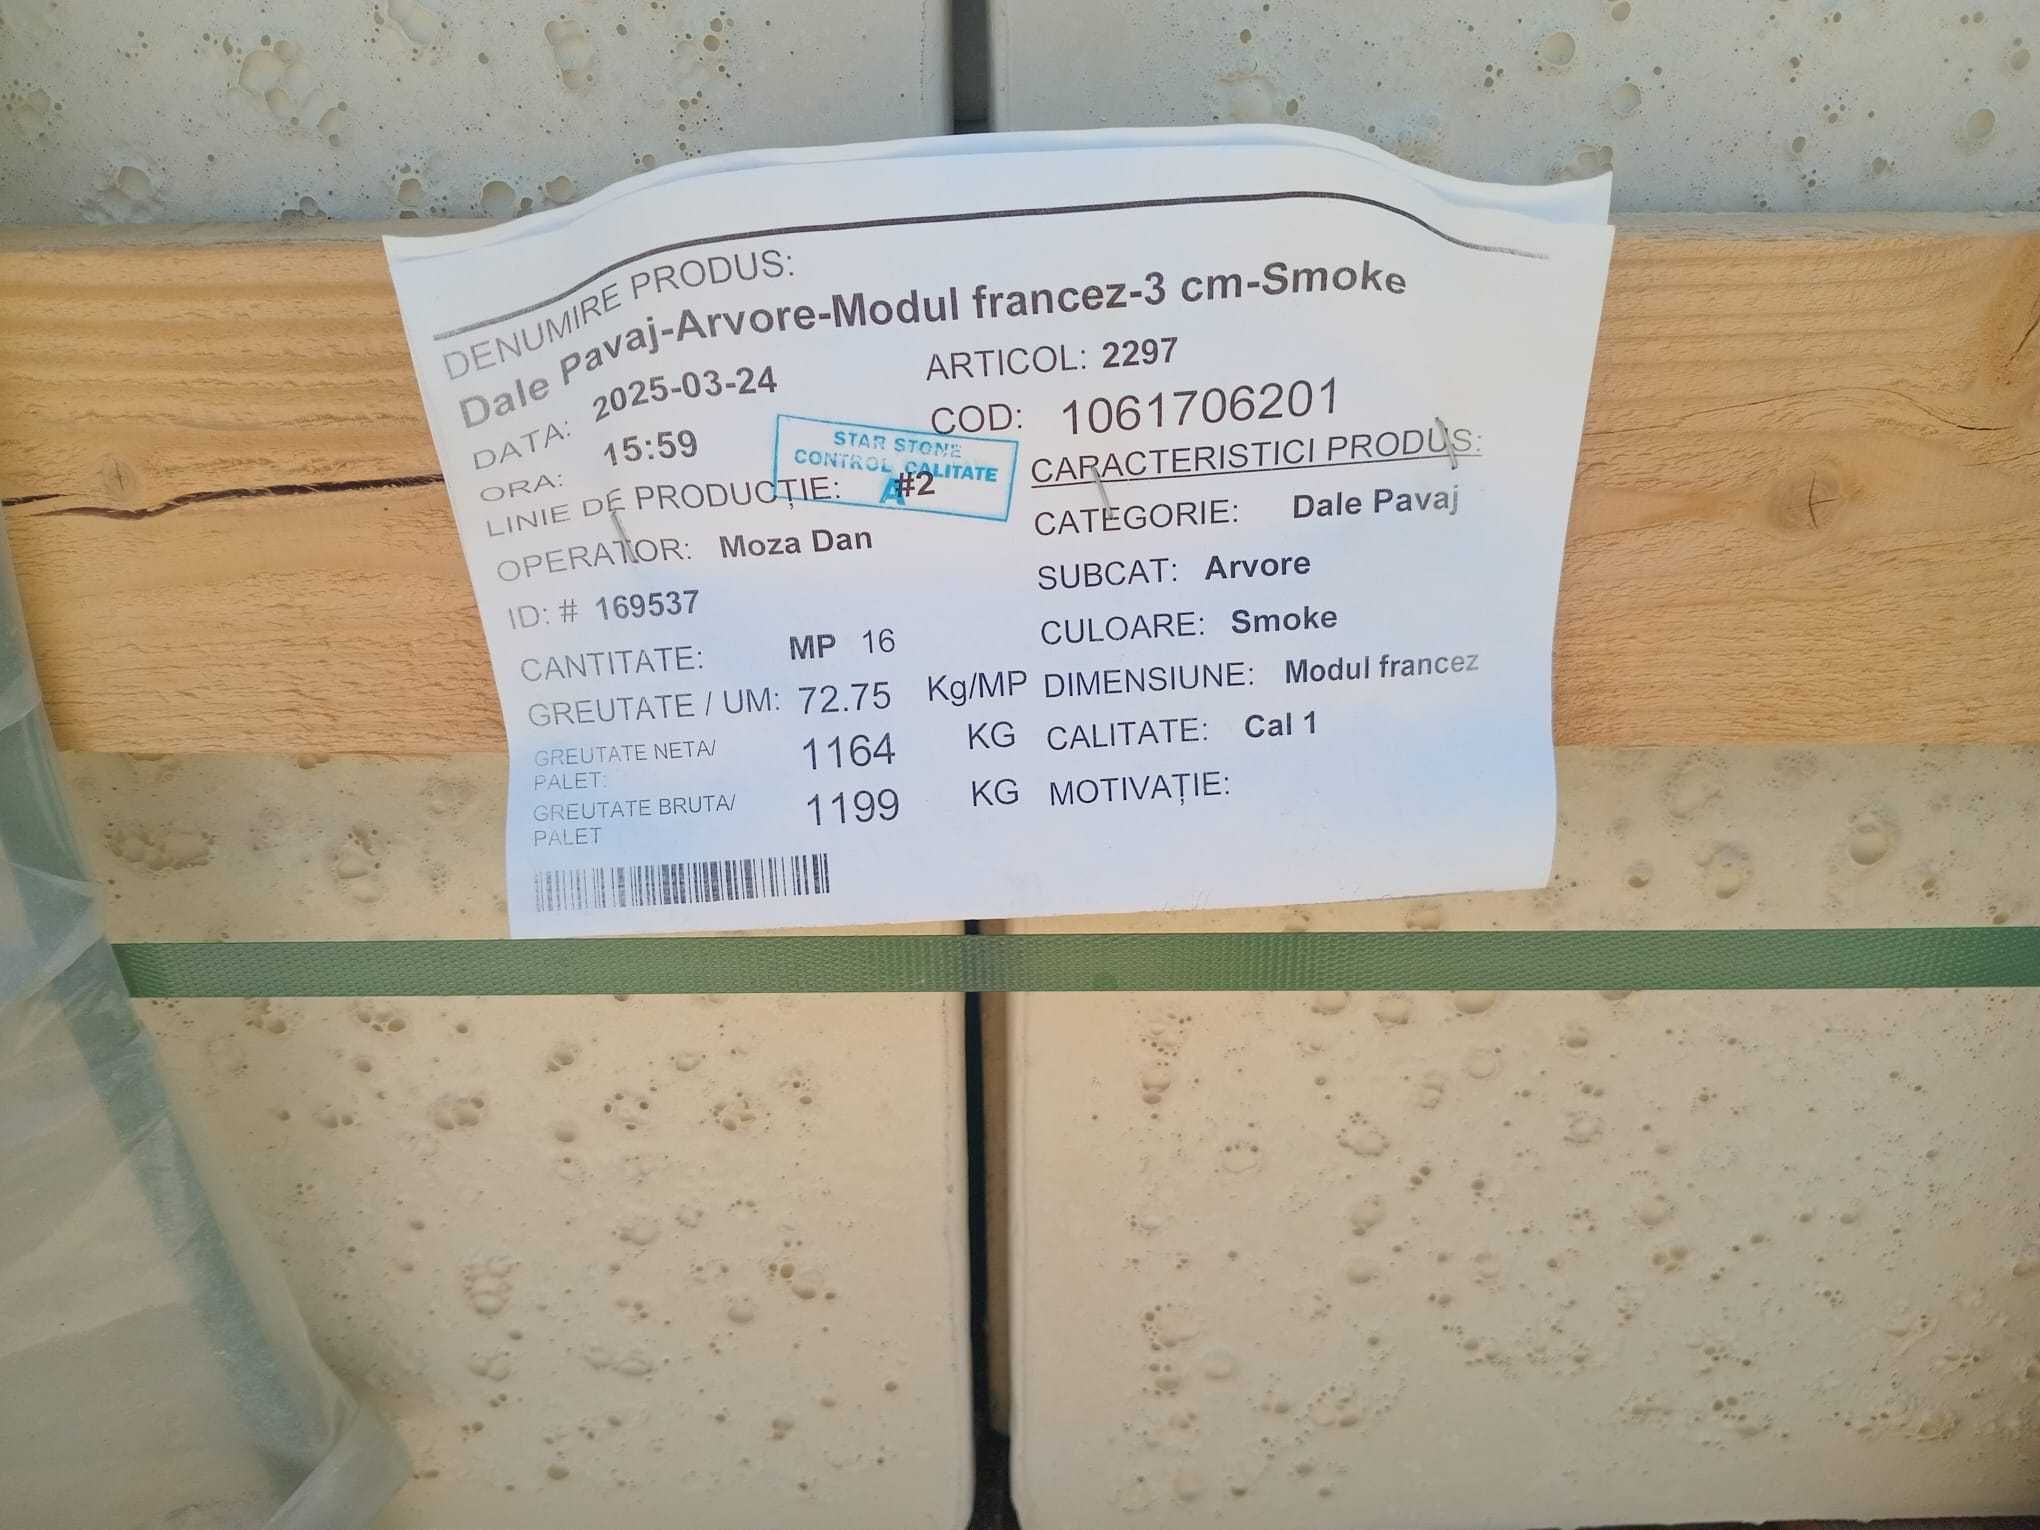 DENUMIRE PRODUS:
Dale Pavaj-Arvore-Modul francez-3 cm-Smoke
DATA: 2025-03-24
ARTICOL: 2297
ORA: 15:59
COD: 1061706201
STAR STONE
CONTROL CALITATE
A
LINIE DE PRODUCȚIE: #2
CARACTERISTICI PRODUS:
OPERATOR: Moza Dan
CATEGORIE: Dale Pavaj
ID: # 169537
SUBCAT: Arvore
CANTITATE: MP 16
CULOARE: Smoke
GREUTATE / UM: 72.75 Kg/MP
DIMENSIUNE: Modul francez
GREUTATE NETA/
PALET: 1164 KG
CALITATE: Cal 1
GREUTATE BRUTA/
PALET 1199 KG
MOTIVAȚIE: